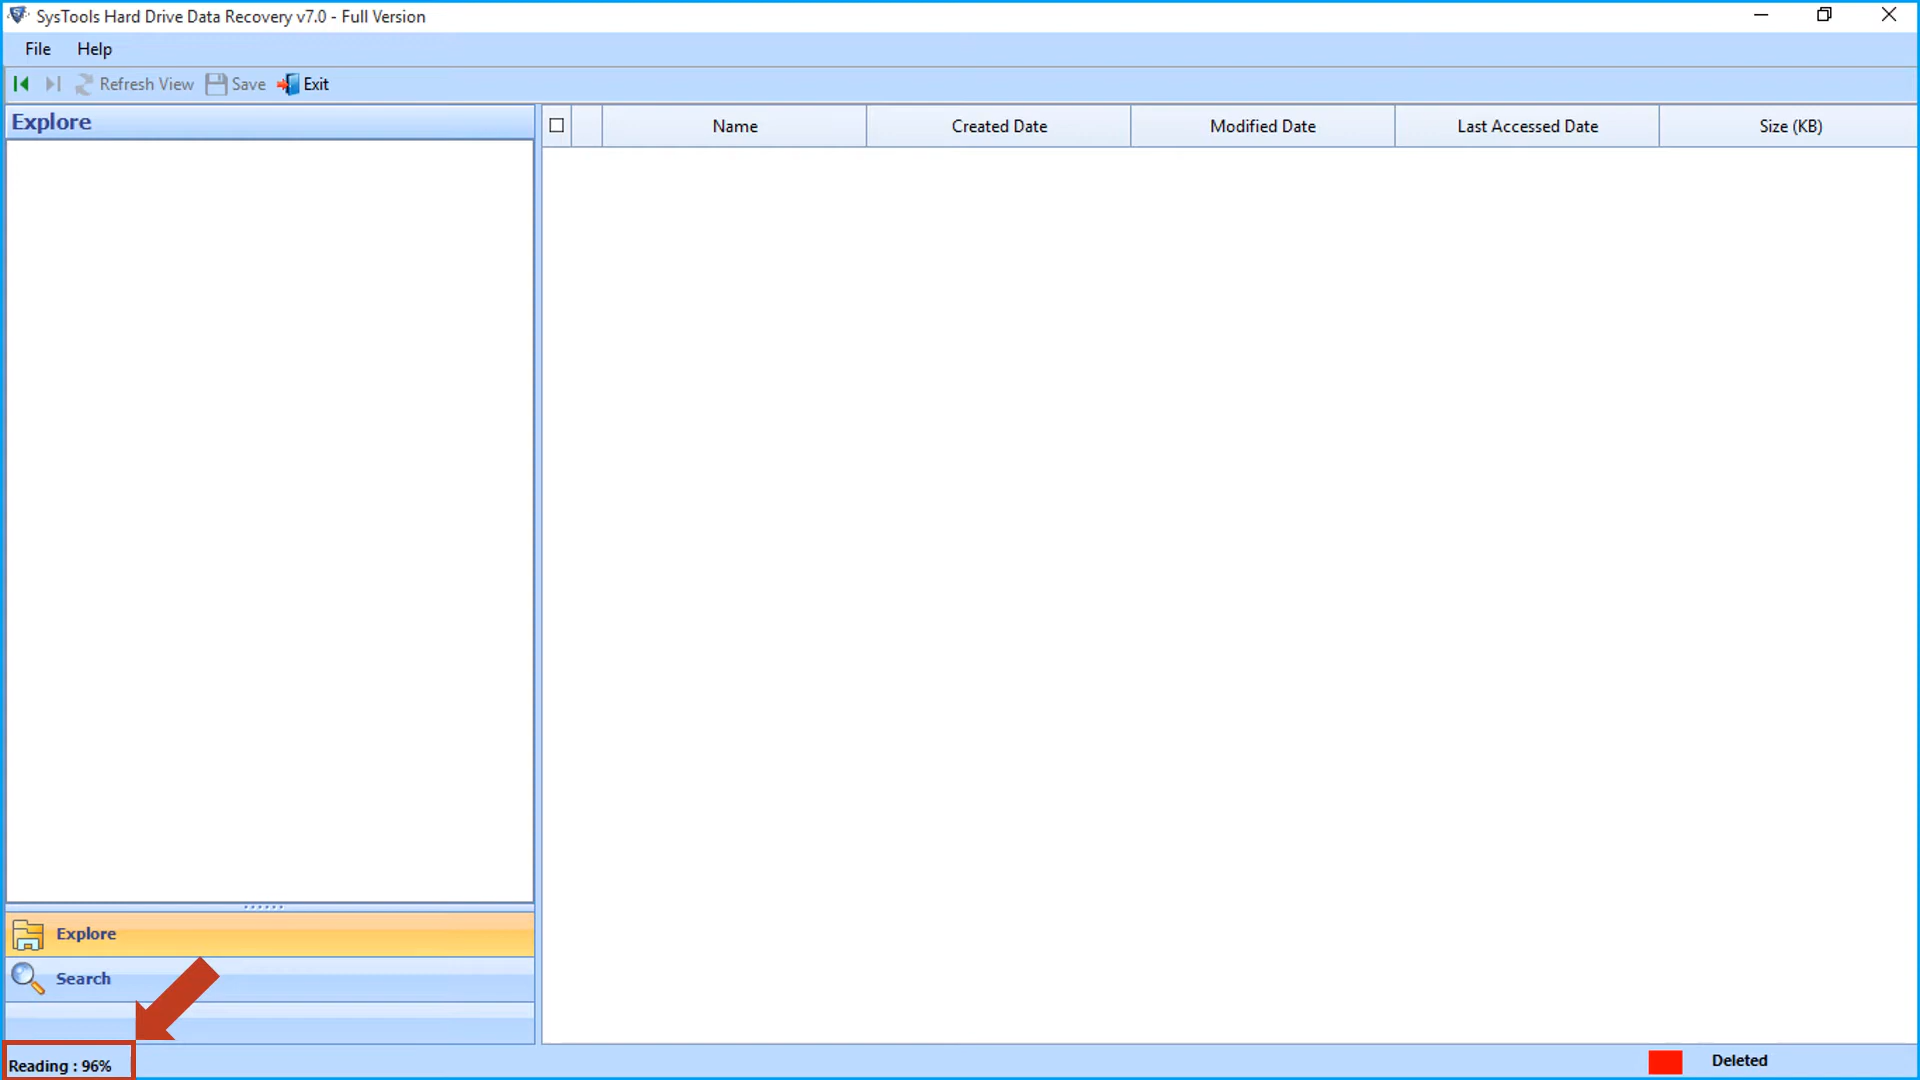 SysTools Hard Drive Data Recovery v7.0 - Full Version
File Help
Refresh View Save Exit
Explore
Name Created Date Modified Date Last Accessed Date Size (KB)
Explore
Search
Reading : 96%
Deleted